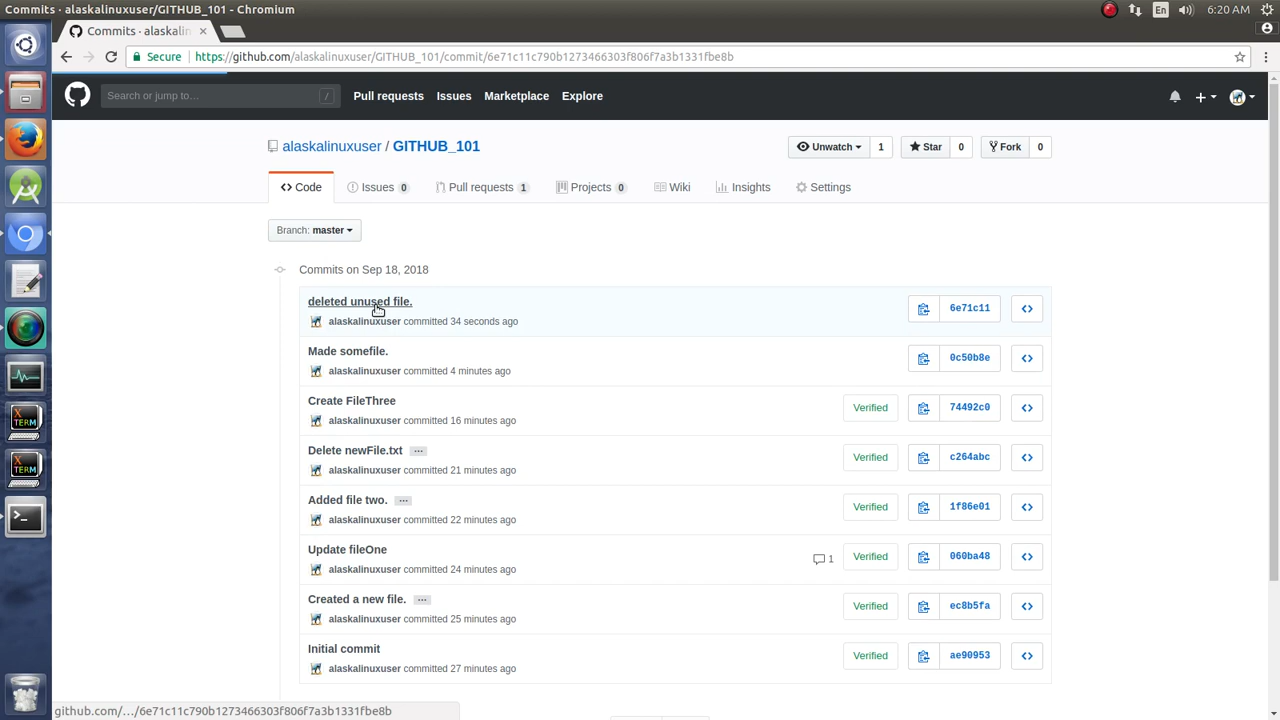 Commits · alaskalinuxuser/GITHUB_101 - Chromium
En
6:20 AM
Commits · alaskalin
Secure
https://github.com/alaskalinuxuser/GITHUB_101/commit/6e71c11c790b1273466303f806f7a3b1331fbe8b
Search or jump to…
/
Pull requests
Issues
Marketplace
Explore
alaskalinuxuser / GITHUB_101
Unwatch 1
Star 0
Fork 0
<> Code
Issues 0
Pull requests 1
Projects 0
Wiki
Insights
Settings
Branch: master
Commits on Sep 18, 2018
deleted unused file.
alaskalinuxuser committed 34 seconds ago
6e71c11
Made somefile.
alaskalinuxuser committed 4 minutes ago
0c50b8e
Create FileThree
alaskalinuxuser committed 16 minutes ago
Verified
74492c0
Delete newFile.txt …
alaskalinuxuser committed 21 minutes ago
Verified
c264abc
Added file two. …
alaskalinuxuser committed 22 minutes ago
Verified
1f86e01
Update fileOne
alaskalinuxuser committed 24 minutes ago
1
Verified
060ba48
Created a new file. …
alaskalinuxuser committed 25 minutes ago
Verified
ec8b5fa
Initial commit
alaskalinuxuser committed 27 minutes ago
Verified
ae90953
github.com/…/6e71c11c790b1273466303f806f7a3b1331fbe8b
X
TERM
X
TERM
>_